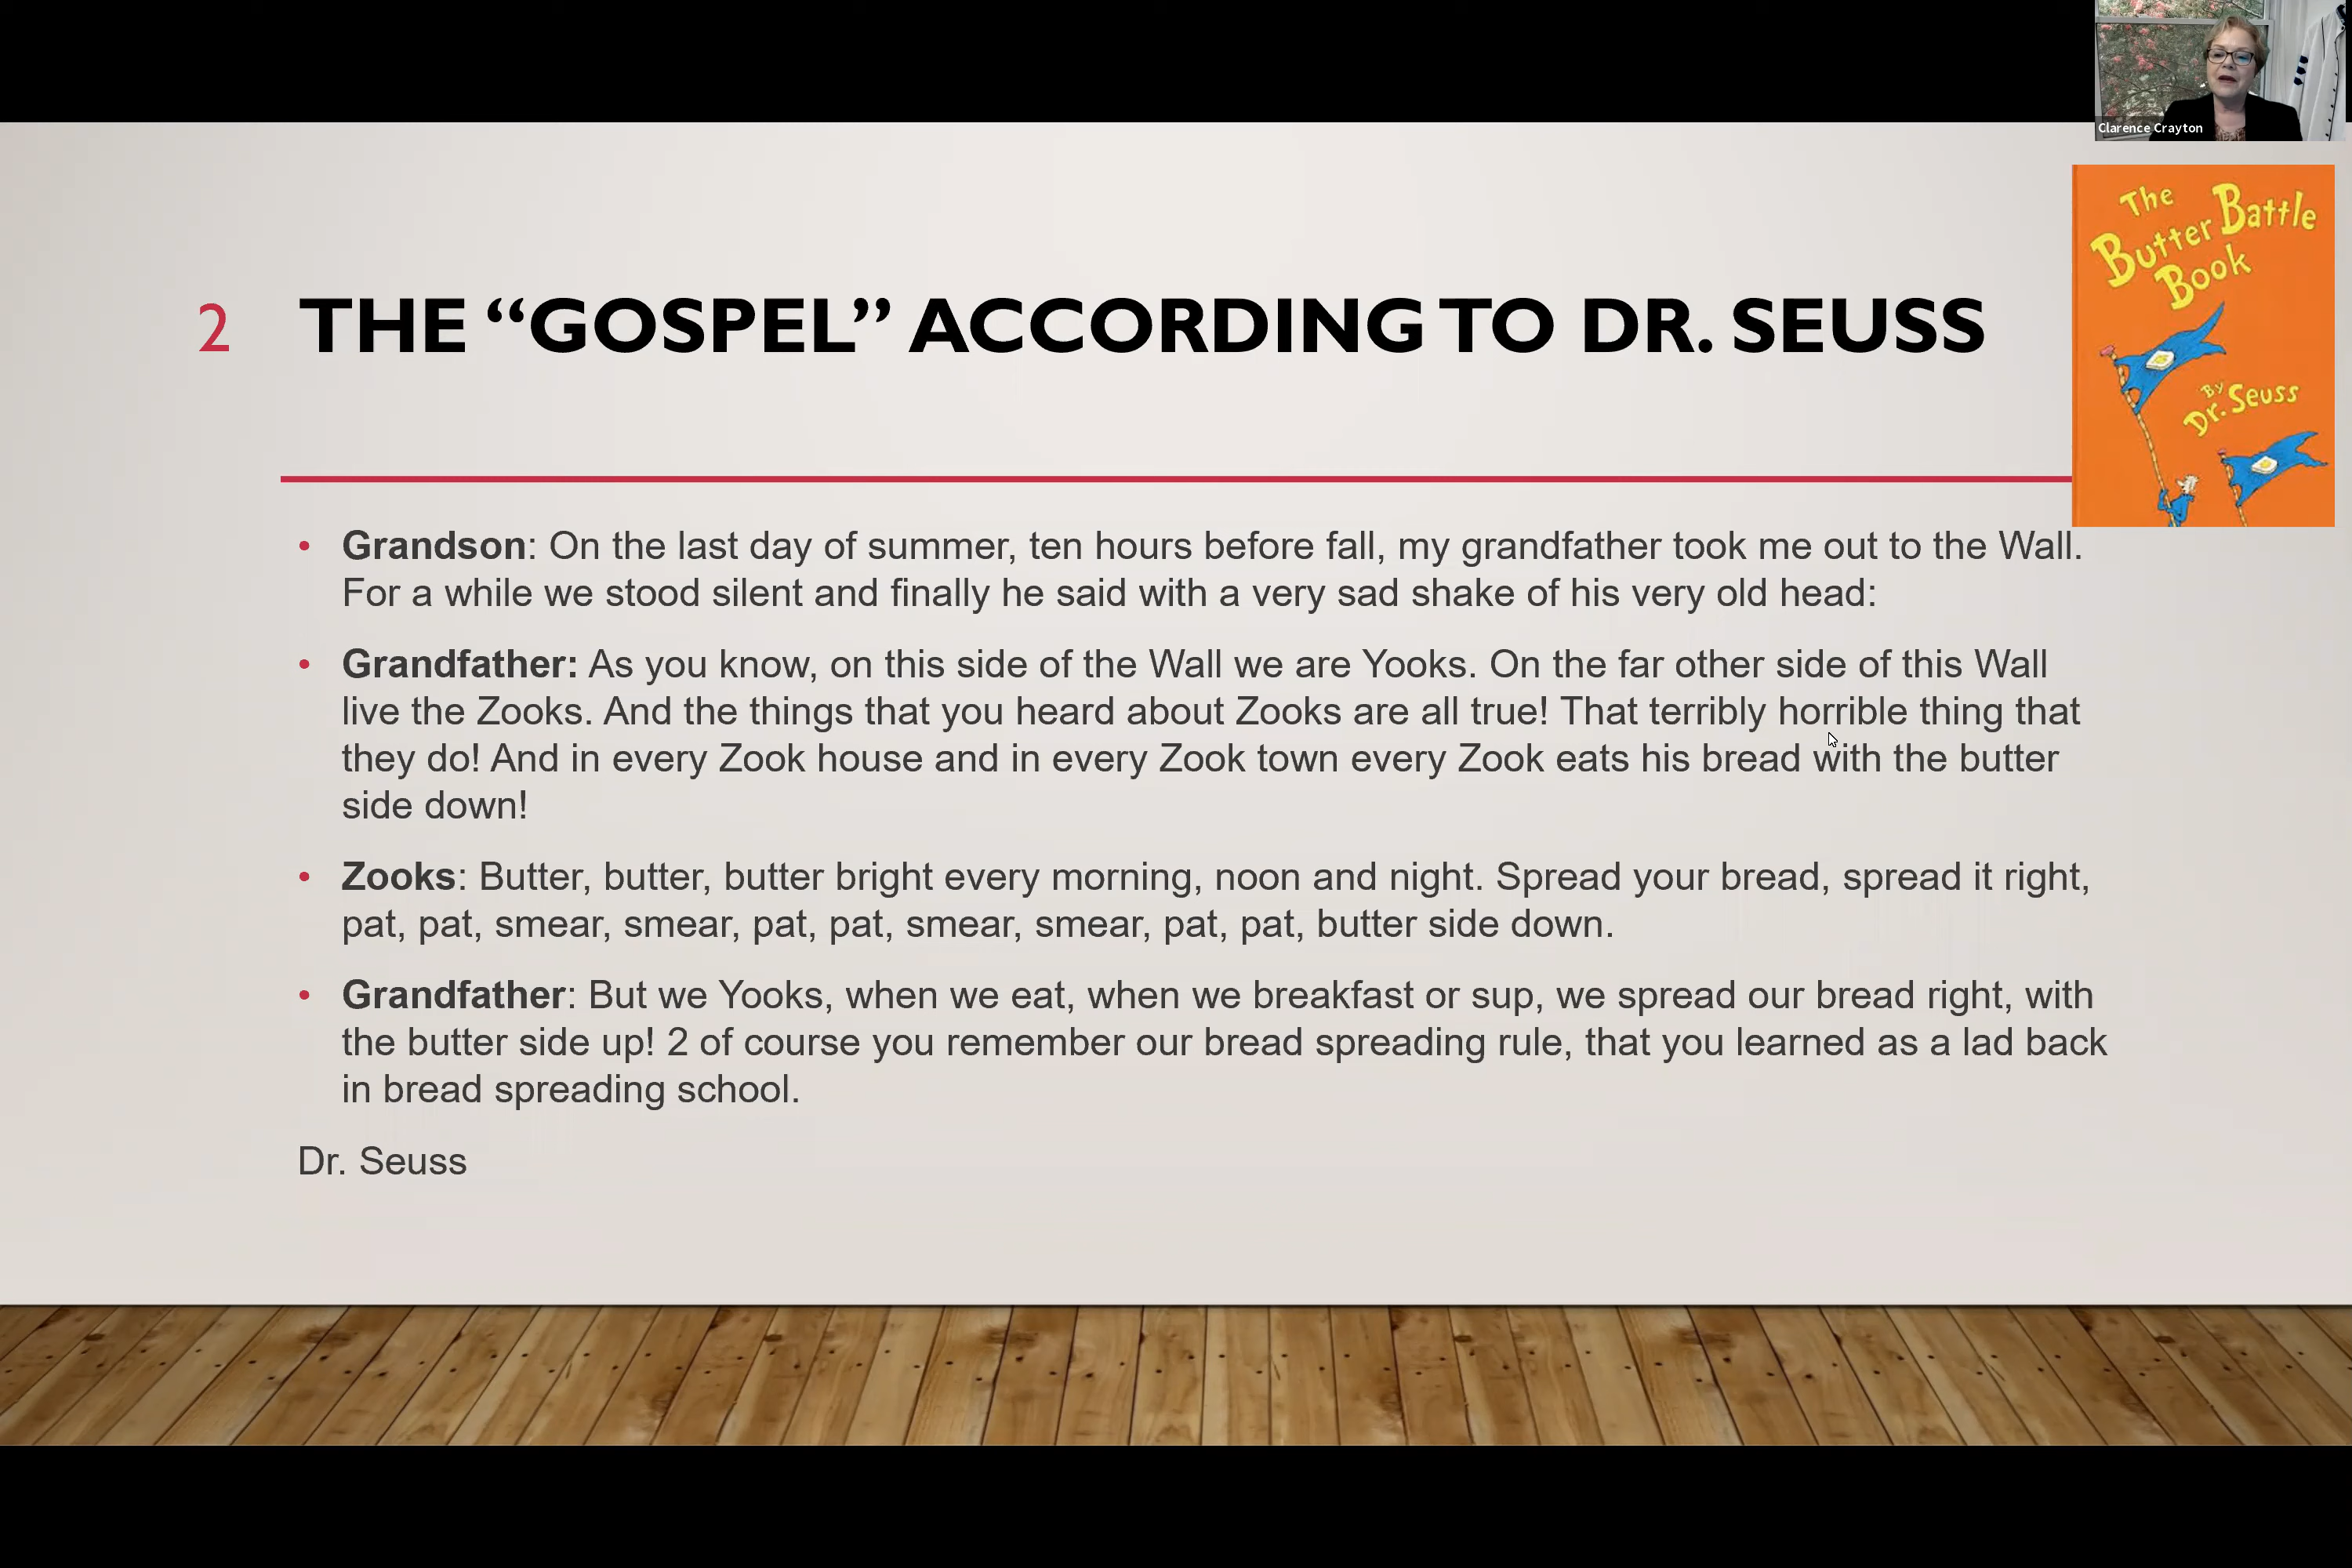 Clarence Crayton
The
Butter Battle
Book
By
Dr. Seuss
2 THE “GOSPEL” ACCORDING TO DR. SEUSS
• Grandson: On the last day of summer, ten hours before fall, my grandfather took me out to the Wall.
For a while we stood silent and finally he said with a very sad shake of his very old head:
• Grandfather: As you know, on this side of the Wall we are Yooks. On the far other side of this Wall
live the Zooks. And the things that you heard about Zooks are all true! That terribly horrible thing that
they do! And in every Zook house and in every Zook town every Zook eats his bread with the butter
side down!
• Zooks: Butter, butter, butter bright every morning, noon and night. Spread your bread, spread it right,
pat, pat, smear, smear, pat, pat, smear, smear, pat, pat, butter side down.
• Grandfather: But we Yooks, when we eat, when we breakfast or sup, we spread our bread right, with
the butter side up! 2 of course you remember our bread spreading rule, that you learned as a lad back
in bread spreading school.
Dr. Seuss